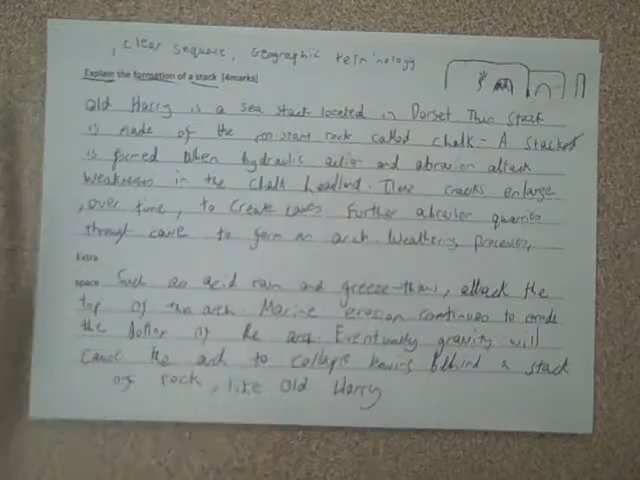 , clear sequence, Geographic terminology
Explain the formation of a stack [4marks]
Old Harry is a sea stack located in Dorset. This stack
is made of the resistant rock called chalk. A stacked
is formed when hydraulic action and abrasion attack
weaknesses in the chalk headland. These cracks enlarge
, over time, to create caves Further abrasion
through cave to form an arch. Weathering processes,
Extra
space
Such as acid rain and freeze-thaw, attack the
top of the arch. Marine erosion continues to erode
the of the arch. Eventually gravity will
cause the arch to collapse leaving behind a stack
of rock, like Old Harry